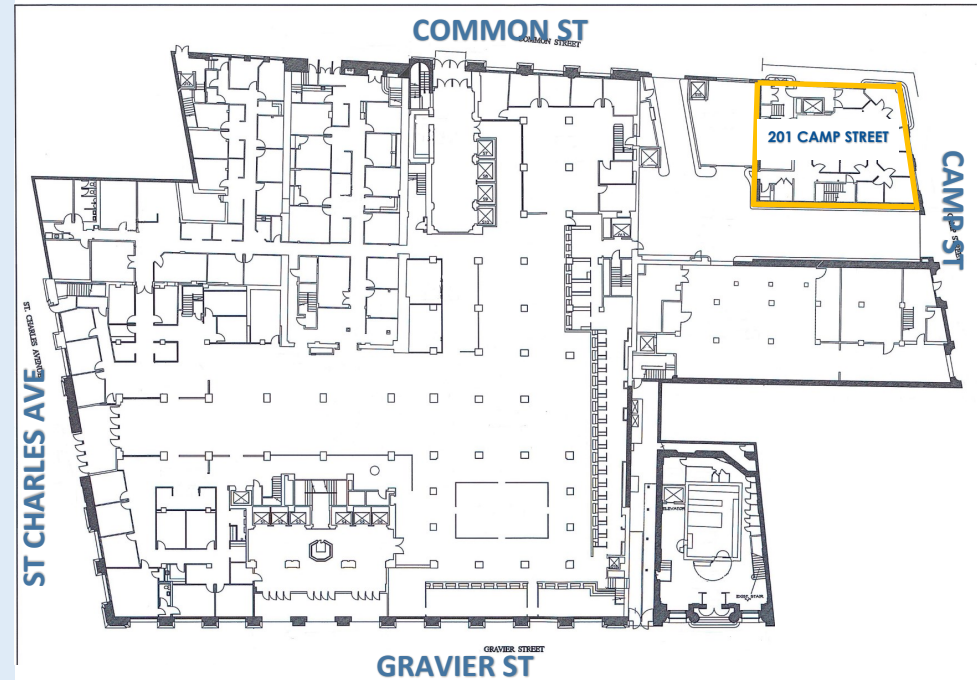 COMMON ST
COMMON STREET
201 CAMP STREET
CAMP ST
ST. CHARLES AVENUE
ST CHARLES AVE
ELEVATOR
EXIST. STAIR
GRAVIER STREET
GRAVIER ST